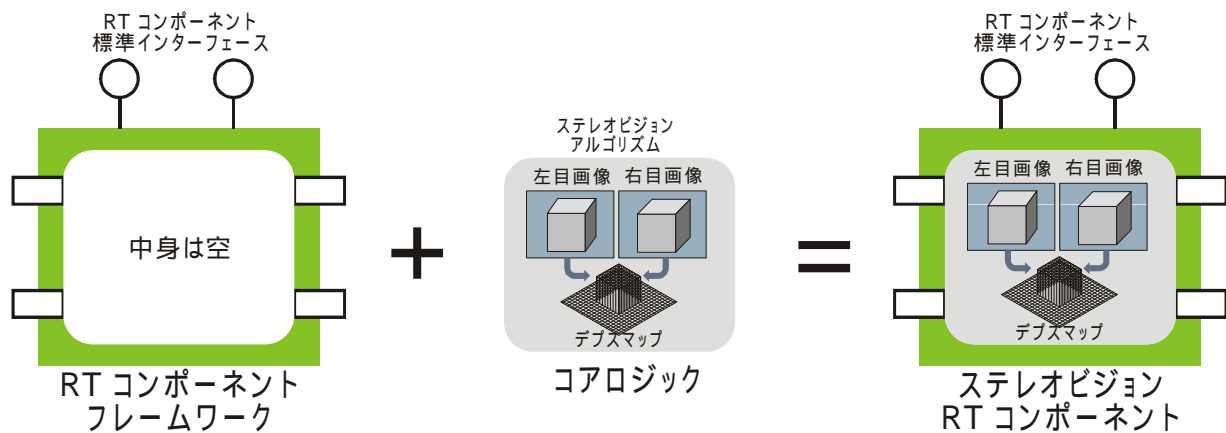 RT コンポーネント
標準インターフェース
中身は空
RT コンポーネント
フレームワーク
+
ステレオビジョン
アルゴリズム
左目画像
右目画像
デプスマップ
コアロジック
=
RT コンポーネント
標準インターフェース
左目画像
右目画像
デプスマップ
ステレオビジョン
RT コンポーネント